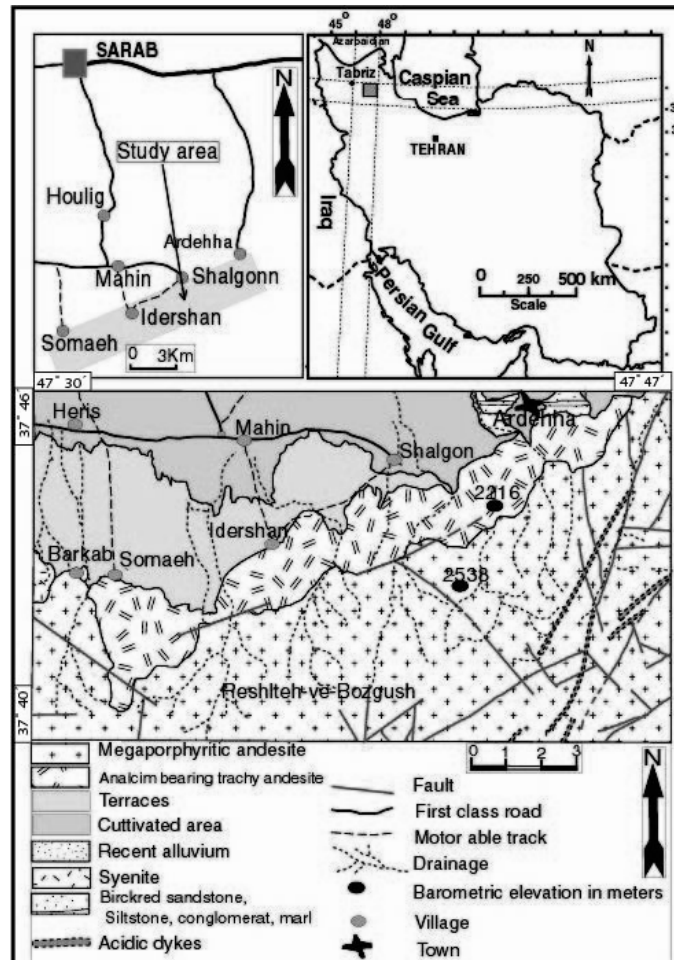 SARAB
N
Study area
Houlig
Ardehha
Mahin
Shalgonn
Idershan
Somaeh
0 3Km
45° 48°
Azarbaidjan
Tabriz
Caspian
Sea
N
TEHRAN
Iraq
Persian Gulf
0 250 500 km
Scale
47° 30´
47° 47´
37° 46´
Heris
Mahin
Ardehha
Shalgon
2216
Idershan
Barkab
Somaeh
2538
37° 40´
Reshlteh-ve-Bozgush
Megaporphyritic andesite
Analcim bearing trachy andesite
Terraces
Cuttivated area
Recent alluvium
Syenite
Birckred sandstone,
Siltstone, conglomerat, marl
Acidic dykes
0 1 2 3
Fault
First class road
Motor able track
Drainage
Barometric elevation in meters
Village
Town
N